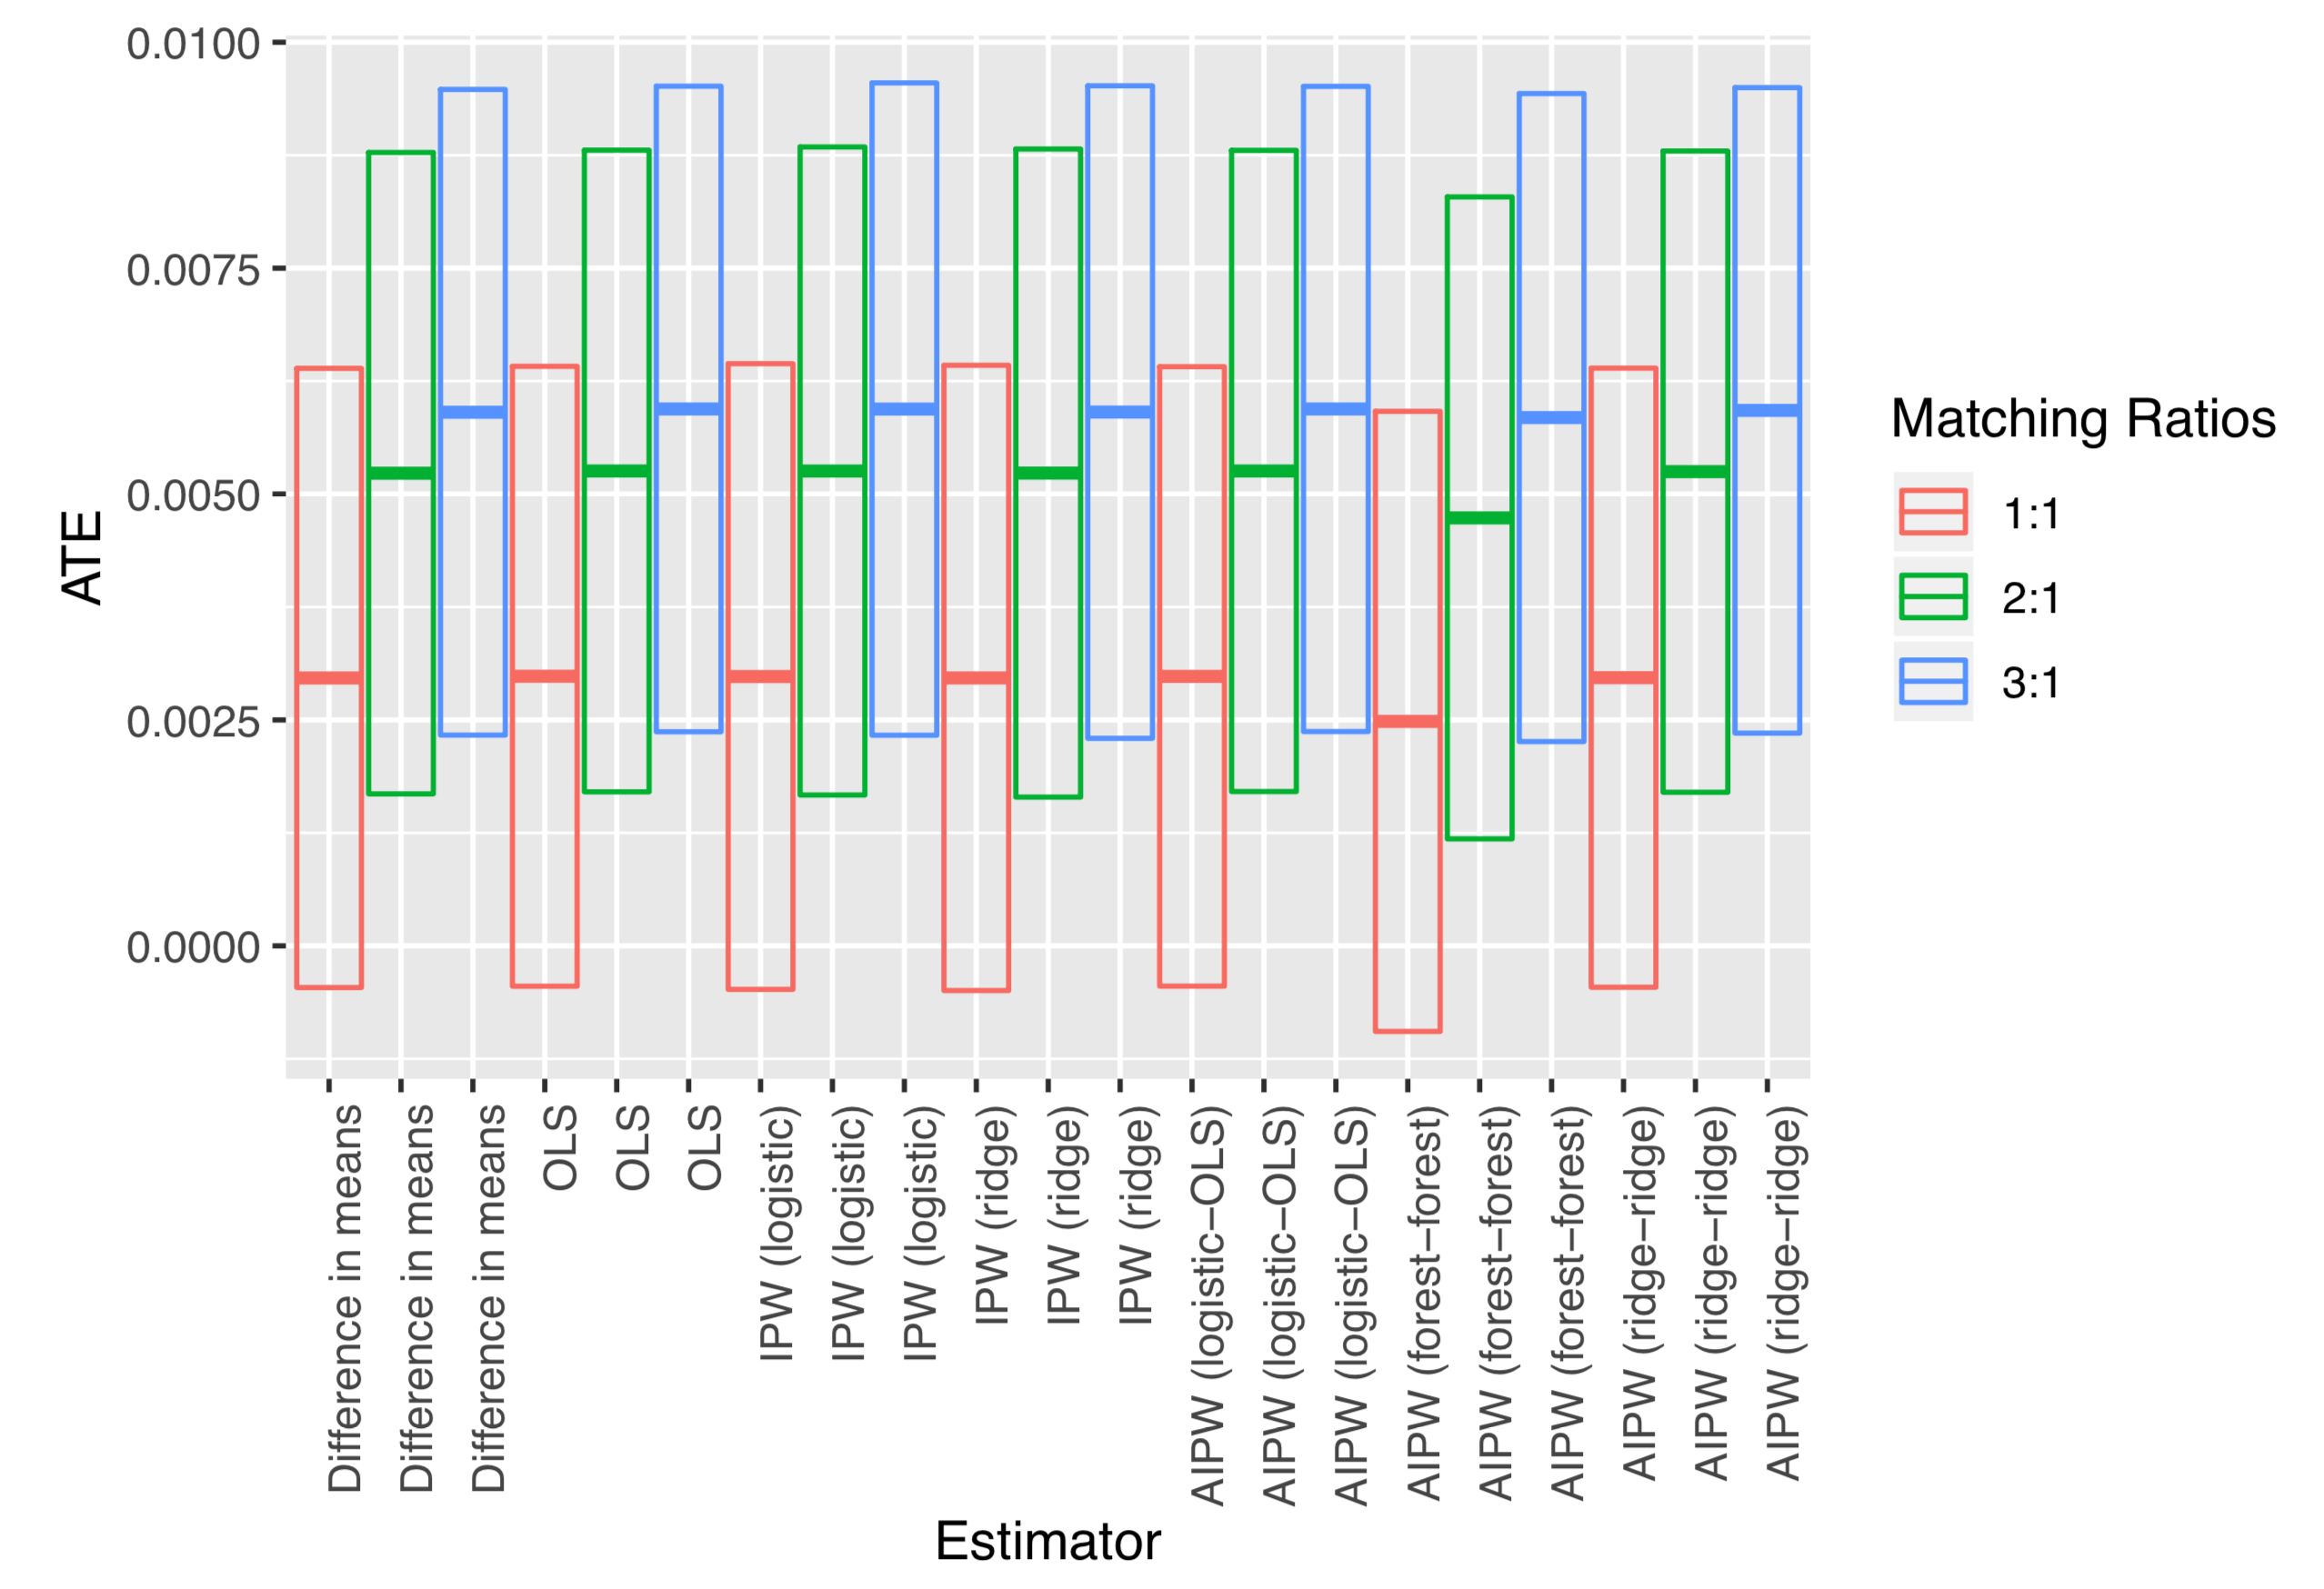 0.0100
0.0075
0.0050
0.0025
0.0000
ATE
Difference in means
Difference in means
Difference in means
OLS
OLS
OLS
IPW (logistic)
IPW (logistic)
IPW (logistic)
IPW (ridge)
IPW (ridge)
IPW (ridge)
AIPW (logistic−OLS)
AIPW (logistic−OLS)
AIPW (logistic−OLS)
AIPW (forest−forest)
AIPW (forest−forest)
AIPW (forest−forest)
AIPW (ridge−ridge)
AIPW (ridge−ridge)
AIPW (ridge−ridge)
Estimator
Matching Ratios
1:1
2:1
3:1